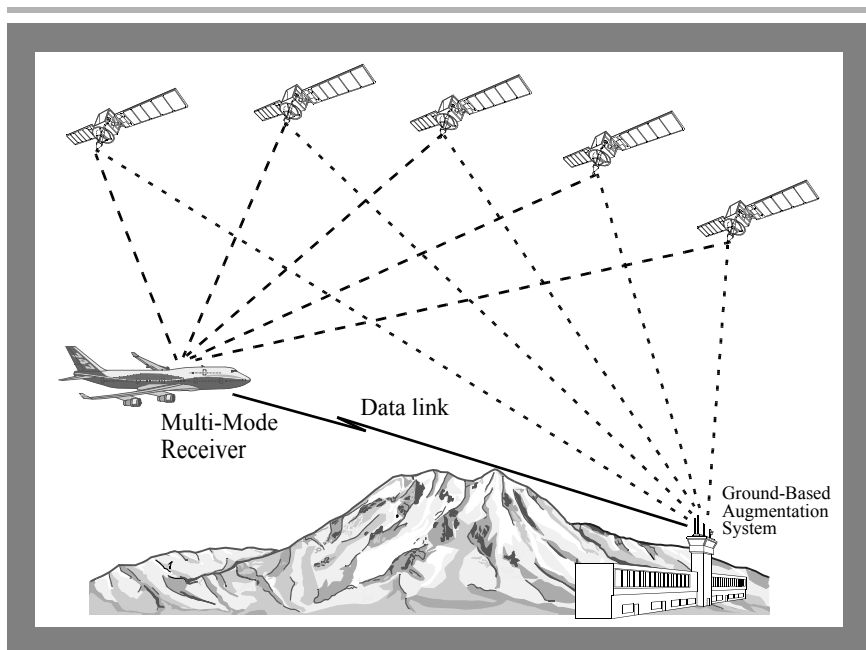 Data link
Multi-Mode
Receiver
Ground-Based
Augmentation
System